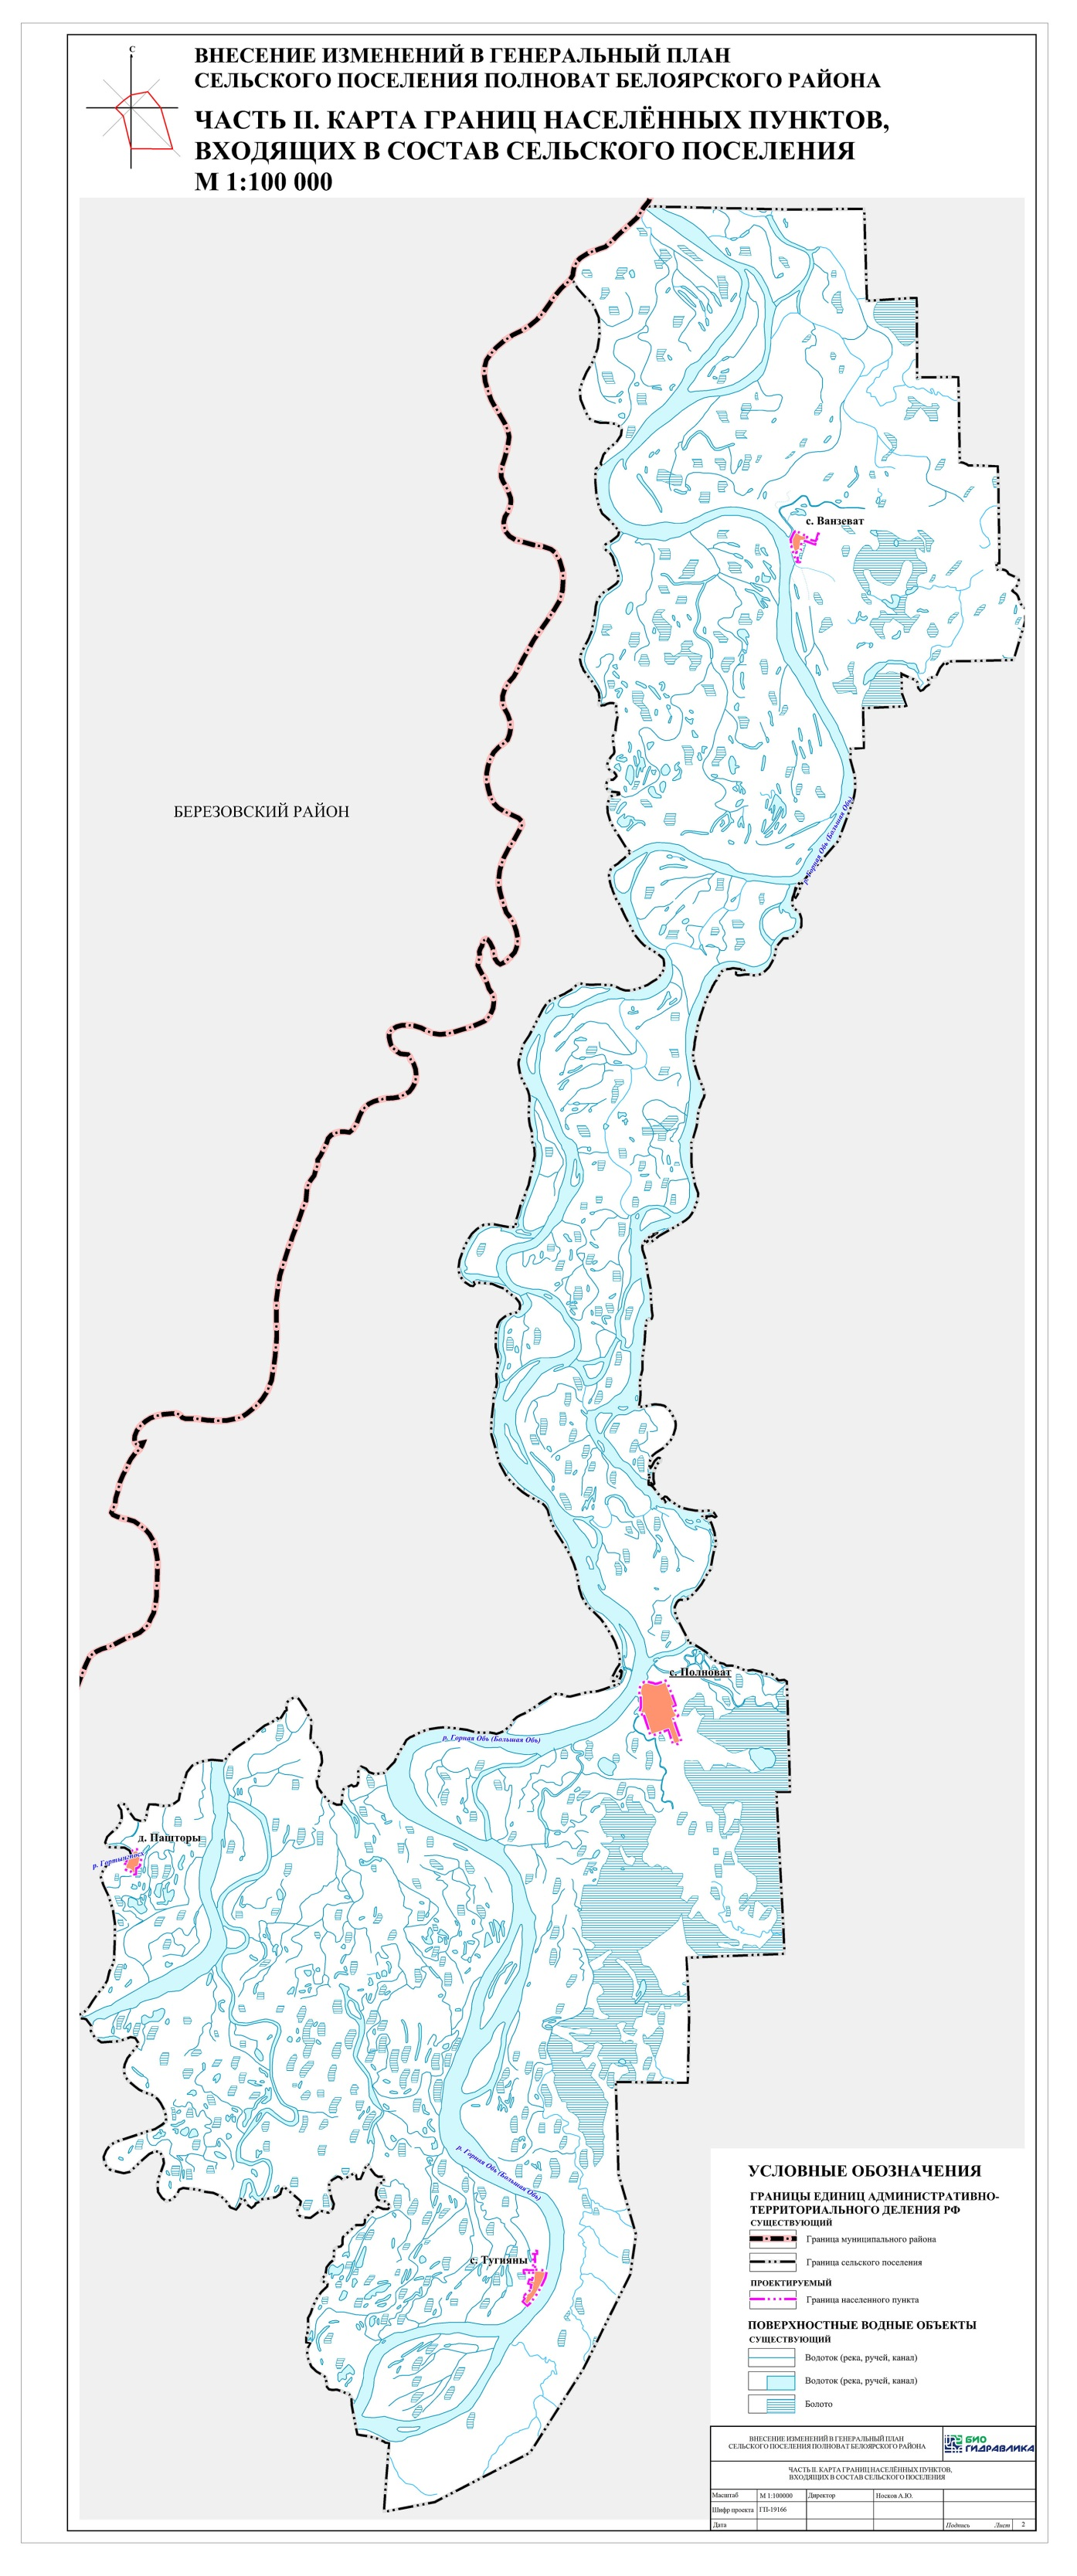 С
ВНЕСЕНИЕ ИЗМЕНЕНИЙ В ГЕНЕРАЛЬНЫЙ ПЛАН
СЕЛЬСКОГО ПОСЕЛЕНИЯ ПОЛНОВАТ БЕЛОЯРСКОГО РАЙОНА
ЧАСТЬ II. КАРТА ГРАНИЦ НАСЕЛЁННЫХ ПУНКТОВ,
ВХОДЯЩИХ В СОСТАВ СЕЛЬСКОГО ПОСЕЛЕНИЯ
М 1:100 000
с. Ванзеват
БЕРЕЗОВСКИЙ РАЙОН
р. Горная Обь (Большая Обь)
с. Полноват
р. Горная Обь (Большая Обь)
д. Пашторы
р.
р. Горная Обь (Большая Обь)
с. Тугияны
УСЛОВНЫЕ ОБОЗНАЧЕНИЯ
ГРАНИЦЫ ЕДИНИЦ АДМИНИСТРАТИВНО-
ТЕРРИТОРИАЛЬНОГО ДЕЛЕНИЯ РФ
СУЩЕСТВУЮЩИЙ
Граница муниципального района
Граница сельского поселения
ПРОЕКТИРУЕМЫЙ
Граница населенного пункта
ПОВЕРХНОСТНЫЕ ВОДНЫЕ ОБЪЕКТЫ
СУЩЕСТВУЮЩИЙ
Водоток (река, ручей, канал)
Водоток (река, ручей, канал)
Болото
ВНЕСЕНИЕ ИЗМЕНЕНИЙ В ГЕНЕРАЛЬНЫЙ ПЛАН
СЕЛЬСКОГО ПОСЕЛЕНИЯ ПОЛНОВАТ БЕЛОЯРСКОГО РАЙОНА
БИО
ГИДРАВЛИКА
ЧАСТЬ II. КАРТА ГРАНИЦ НАСЕЛЁННЫХ ПУНКТОВ,
ВХОДЯЩИХ В СОСТАВ СЕЛЬСКОГО ПОСЕЛЕНИЯ
Масштаб М 1:100000 Директор Носков А.Ю.
Шифр проекта ГП-19166
Дата Подпись Лист 2